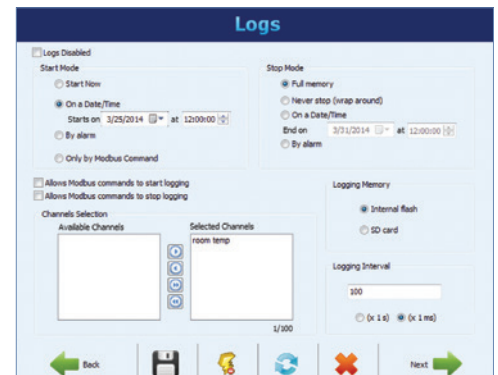 Logs
Logs Disabled
Start Mode
Start Now
On a Date/Time
Starts on 3/25/2014 at 12:00:00
By alarm
Only by Modbus Command
Stop Mode
Full memory
Never stop (wrap around)
On a Date/Time
End on 3/31/2014 at 12:00:00
By alarm
Allows Modbus commands to start logging
Allows Modbus commands to stop logging
Channels Selection
Available Channels
Selected Channels
room temp
1/100
Logging Memory
Internal flash
SD card
Logging Interval
100
(x 1 s) (x 1 ms)
Back
Next